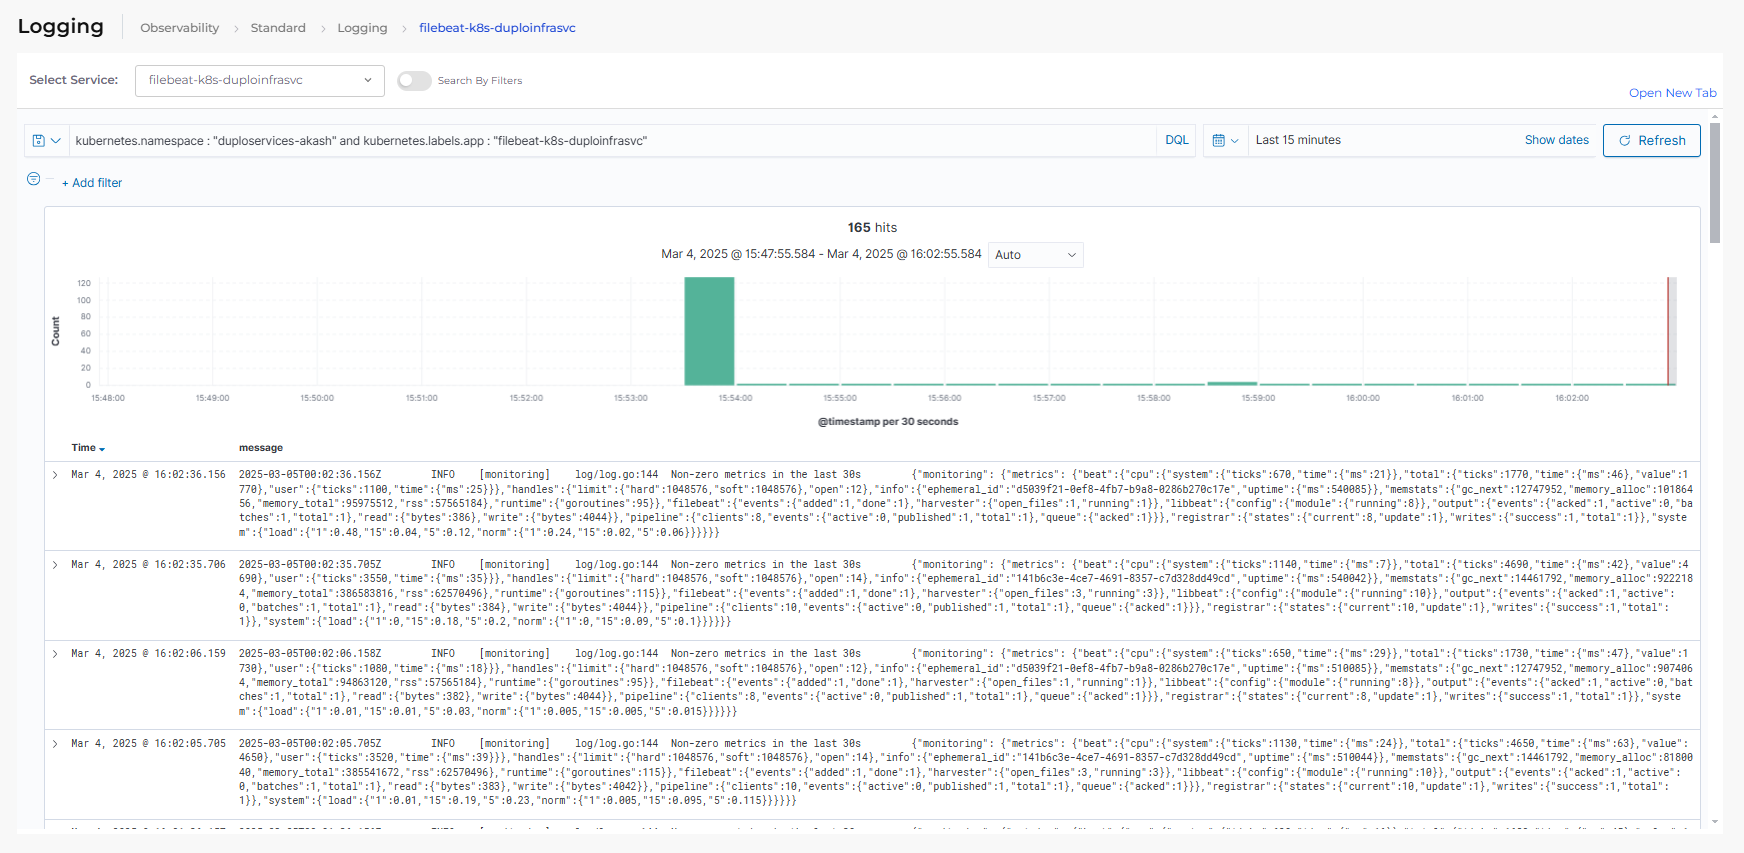 Logging
Observability > Standard > Logging > filebeat-k8s-duploinfrasvc
Select Service: filebeat-k8s-duploinfrasvc Search By Filters
Open New Tab
kubernetes.namespace : "duploservices-akash" and kubernetes.labels.app : "filebeat-k8s-duploinfrasvc" DQL Last 15 minutes Show dates Refresh
+ Add filter
165 hits
Mar 4, 2025 @ 15:47:55.584 - Mar 4, 2025 @ 16:02:55.584 Auto
Count
120
100
80
60
40
20
0
15:48:00 15:49:00 15:50:00 15:51:00 15:52:00 15:53:00 15:54:00 15:55:00 15:56:00 15:57:00 15:58:00 15:59:00 16:00:00 16:01:00 16:02:00
@timestamp per 30 seconds
Time message
Mar 4, 2025 @ 16:02:36.156 2025-03-05T00:02:36.156Z INFO [monitoring] log/log.go:144 Non-zero metrics in the last 30s {"monitoring": {"metrics": {"beat":{"cpu":{"system":{"ticks":670,"time":{"ms":21}},"total":{"ticks":1770,"time":{"ms":46},"value":1
770},"user":{"ticks":1100,"time":{"ms":25}}},"handles":{"limit":{"hard":1048576,"soft":1048576},"open":12},"info":{"ephemeral_id":"d5039f21-0ef8-4fb7-b9a8-0286b270c17e","uptime":{"ms":540085}},"memstats":{"gc_next":12747952,"memory_alloc":101864
56,"memory_total":95975512,"rss":57565184},"runtime":{"goroutines":95}},"filebeat":{"events":{"added":1,"done":1},"harvester":{"open_files":1,"running":1}},"libbeat":{"config":{"module":{"running":8}},"output":{"events":{"acked":1,"active":0,"ba
tches":1,"total":1},"read":{"bytes":386},"write":{"bytes":4044}},"pipeline":{"clients":8,"events":{"active":0,"published":1,"total":1},"queue":{"acked":1}}},"registrar":{"states":{"current":8,"update":1},"writes":{"success":1,"total":1}},"syste
m":{"load":{"1":0.48,"15":0.04,"5":0.12,"norm":{"1":0.24,"15":0.02,"5":0.06}}}}}}
Mar 4, 2025 @ 16:02:35.706 2025-03-05T00:02:35.705Z INFO [monitoring] log/log.go:144 Non-zero metrics in the last 30s {"monitoring": {"metrics": {"beat":{"cpu":{"system":{"ticks":1140,"time":{"ms":7}},"total":{"ticks":4690,"time":{"ms":42},"value":4
690},"user":{"ticks":3550,"time":{"ms":35}}},"handles":{"limit":{"hard":1048576,"soft":1048576},"open":14},"info":{"ephemeral_id":"141b6c3e-4ce7-4691-8357-c7d328dd49cd","uptime":{"ms":540042}},"memstats":{"gc_next":14461792,"memory_alloc":922218
4,"memory_total":386583816,"rss":62570496},"runtime":{"goroutines":115}},"filebeat":{"events":{"added":1,"done":1},"harvester":{"open_files":3,"running":3}},"libbeat":{"config":{"module":{"running":10}},"output":{"events":{"acked":1,"active":
0,"batches":1,"total":1},"read":{"bytes":384},"write":{"bytes":4044}},"pipeline":{"clients":10,"events":{"active":0,"published":1,"total":1},"queue":{"acked":1}}},"registrar":{"states":{"current":10,"update":1},"writes":{"success":1,"total":
1}},"system":{"load":{"1":0,"15":0.18,"5":0.2,"norm":{"1":0,"15":0.09,"5":0.1}}}}}}
Mar 4, 2025 @ 16:02:06.159 2025-03-05T00:02:06.158Z INFO [monitoring] log/log.go:144 Non-zero metrics in the last 30s {"monitoring": {"metrics": {"beat":{"cpu":{"system":{"ticks":650,"time":{"ms":29}},"total":{"ticks":1730,"time":{"ms":47},"value":1
730},"user":{"ticks":1080,"time":{"ms":18}}},"handles":{"limit":{"hard":1048576,"soft":1048576},"open":12},"info":{"ephemeral_id":"d5039f21-0ef8-4fb7-b9a8-0286b270c17e","uptime":{"ms":510085}},"memstats":{"gc_next":12747952,"memory_alloc":907406
4,"memory_total":94863120,"rss":57565184},"runtime":{"goroutines":95}},"filebeat":{"events":{"added":1,"done":1},"harvester":{"open_files":1,"running":1}},"libbeat":{"config":{"module":{"running":8}},"output":{"events":{"acked":1,"active":0,"bat
ches":1,"total":1},"read":{"bytes":382},"write":{"bytes":4044}},"pipeline":{"clients":8,"events":{"active":0,"published":1,"total":1},"queue":{"acked":1}}},"registrar":{"states":{"current":8,"update":1},"writes":{"success":1,"total":1}},"syste
m":{"load":{"1":0.01,"15":0.01,"5":0.03,"norm":{"1":0.005,"15":0.005,"5":0.015}}}}}}
Mar 4, 2025 @ 16:02:05.705 2025-03-05T00:02:05.705Z INFO [monitoring] log/log.go:144 Non-zero metrics in the last 30s {"monitoring": {"metrics": {"beat":{"cpu":{"system":{"ticks":1130,"time":{"ms":24}},"total":{"ticks":4650,"time":{"ms":63},"value":
4650},"user":{"ticks":3520,"time":{"ms":39}}},"handles":{"limit":{"hard":1048576,"soft":1048576},"open":14},"info":{"ephemeral_id":"141b6c3e-4ce7-4691-8357-c7d328dd49cd","uptime":{"ms":510044}},"memstats":{"gc_next":14461792,"memory_alloc":81800
40,"memory_total":385541672,"rss":62570496},"runtime":{"goroutines":115}},"filebeat":{"events":{"added":1,"done":1},"harvester":{"open_files":3,"running":3}},"libbeat":{"config":{"module":{"running":10}},"output":{"events":{"acked":1,"active":
0,"batches":1,"total":1},"read":{"bytes":383},"write":{"bytes":4042}},"pipeline":{"clients":10,"events":{"active":0,"published":1,"total":1},"queue":{"acked":1}}},"registrar":{"states":{"current":10,"update":1},"writes":{"success":1,"total":
1}},"system":{"load":{"1":0.01,"15":0.19,"5":0.23,"norm":{"1":0.005,"15":0.095,"5":0.115}}}}}}